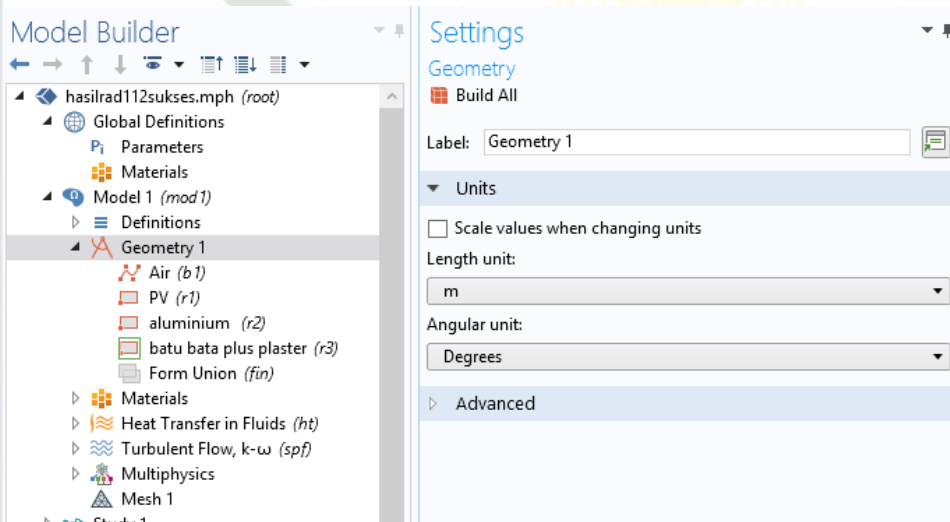 Model Builder
hasilrad112sukses.mph (root)
Global Definitions
Pi Parameters
Materials
Model 1 (mod1)
Definitions
Geometry 1
Air (b1)
PV (r1)
aluminium (r2)
batu bata plus plaster (r3)
Form Union (fin)
Materials
Heat Transfer in Fluids (ht)
Turbulent Flow, k-ω (spf)
Multiphysics
Mesh 1
Study 1
Settings
Geometry
Build All
Label: Geometry 1
Units
Scale values when changing units
Length unit:
m
Angular unit:
Degrees
Advanced